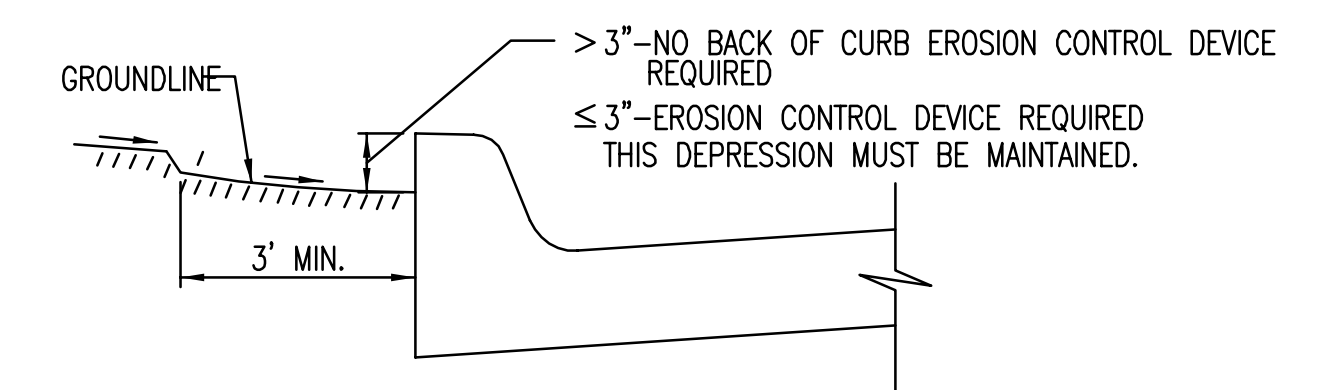 >3"-NO BACK OF CURB EROSION CONTROL DEVICE
REQUIRED
GROUNDLINE
≤3"-EROSION CONTROL DEVICE REQUIRED
THIS DEPRESSION MUST BE MAINTAINED.
3' MIN.